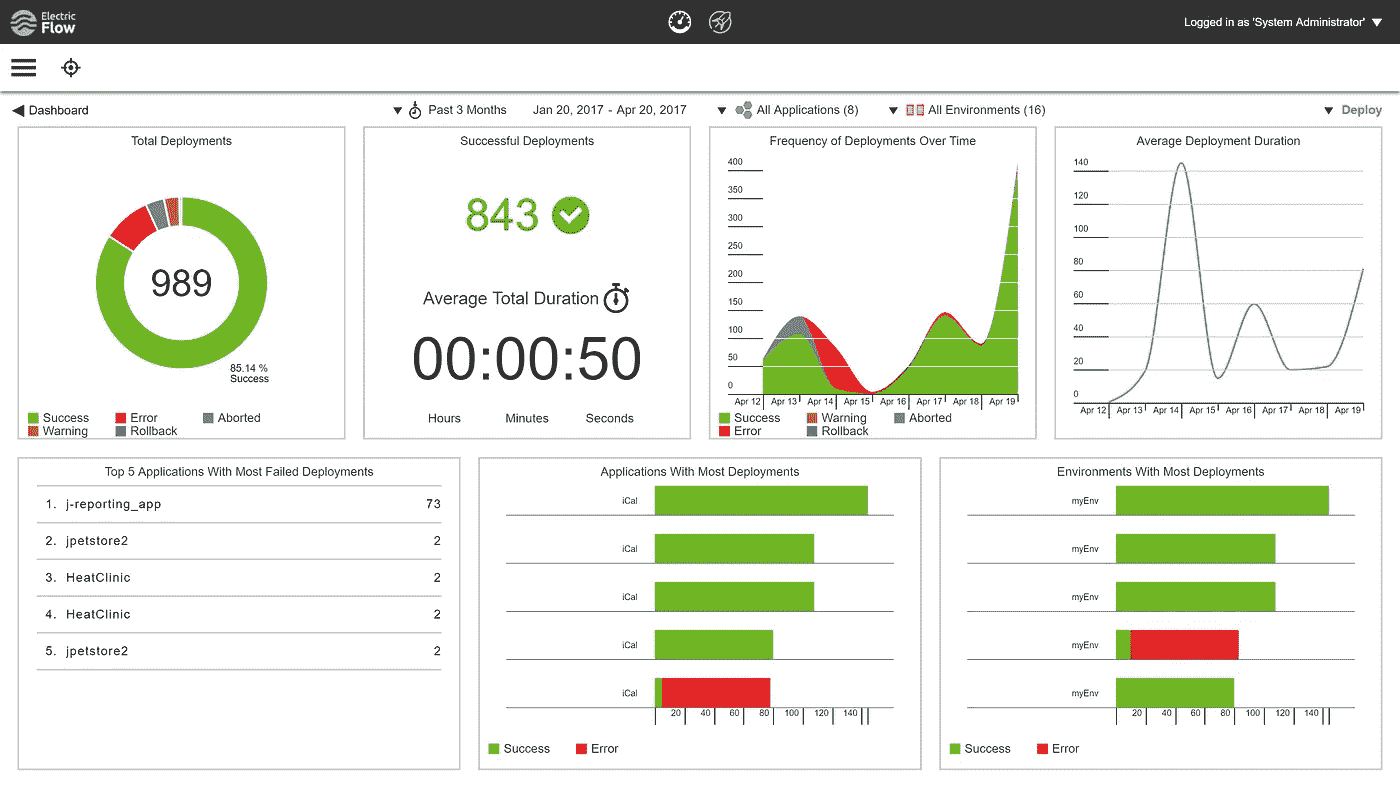 Electric
Flow
Logged in as 'System Administrator'
Dashboard
Past 3 Months
Jan 20, 2017 - Apr 20, 2017
All Applications (8)
All Environments (16)
Deploy
Total Deployments
989
85.14 %
Success
Success
Error
Aborted
Warning
Rollback
Successful Deployments
843
Average Total Duration
00:00:50
Hours
Minutes
Seconds
Frequency of Deployments Over Time
400
350
300
250
200
150
100
50
0
Apr 12
Apr 13
Apr 14
Apr 15
Apr 16
Apr 17
Apr 18
Apr 19
Success
Warning
Aborted
Error
Rollback
Average Deployment Duration
140
120
100
80
60
40
20
0
Apr 12
Apr 13
Apr 14
Apr 15
Apr 16
Apr 17
Apr 18
Apr 19
Top 5 Applications With Most Failed Deployments
1. j-reporting_app 73
2. jpetstore2 2
3. HeatClinic 2
4. HeatClinic 2
5. jpetstore2 2
Applications With Most Deployments
iCal
iCal
iCal
iCal
iCal
20 40 60 80 100 120 140
Success
Error
Environments With Most Deployments
myEnv
myEnv
myEnv
myEnv
myEnv
20 40 60 80 100 120 140
Success
Error